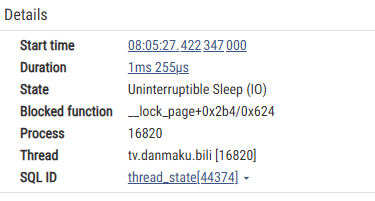 Details
Start time 08:05:27. 422 347 000
Duration 1ms 255µs
State Uninterruptible Sleep (IO)
Blocked function __lock_page+0x2b4/0x624
Process 16820
Thread tv.danmaku.bili [16820]
SQL ID thread_state[44374]